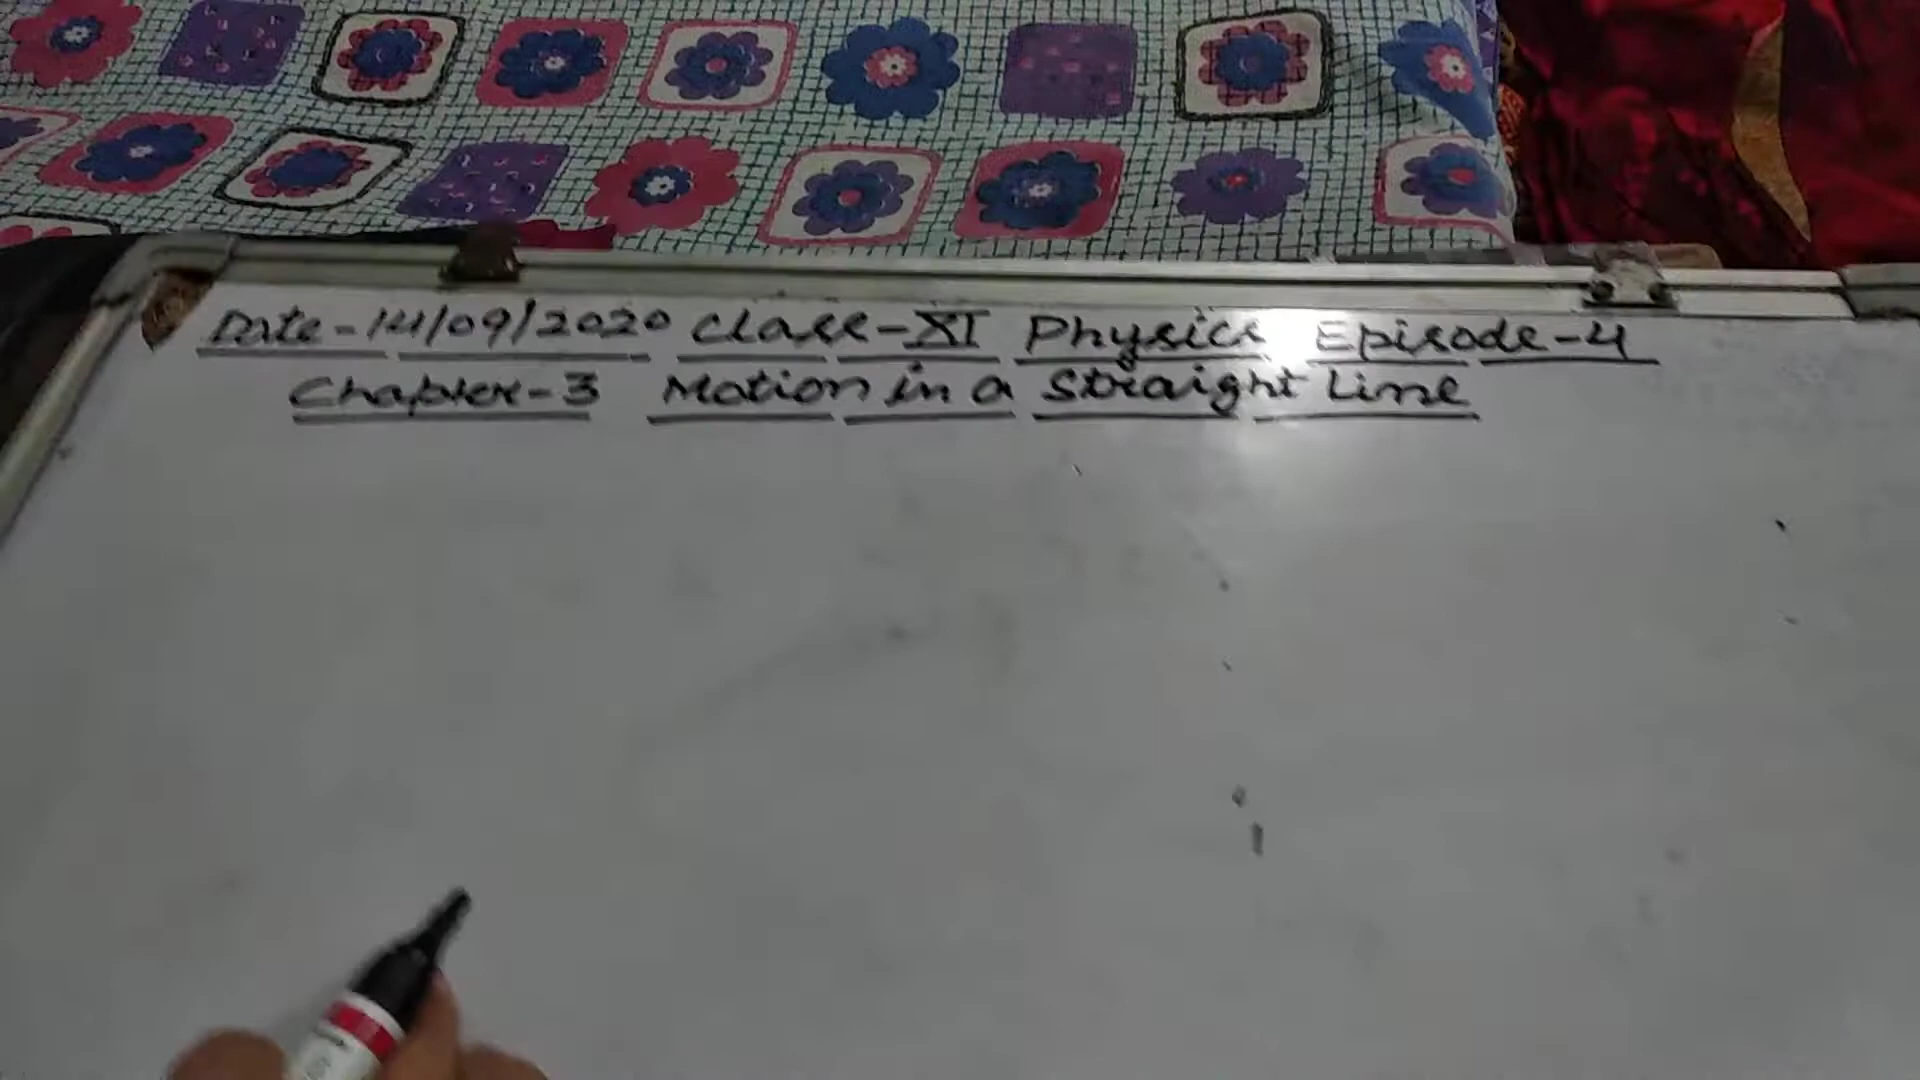 Date-14/09/2020 Class-XI Physics Episode-4
Chapter-3 Motion in a Straight Line